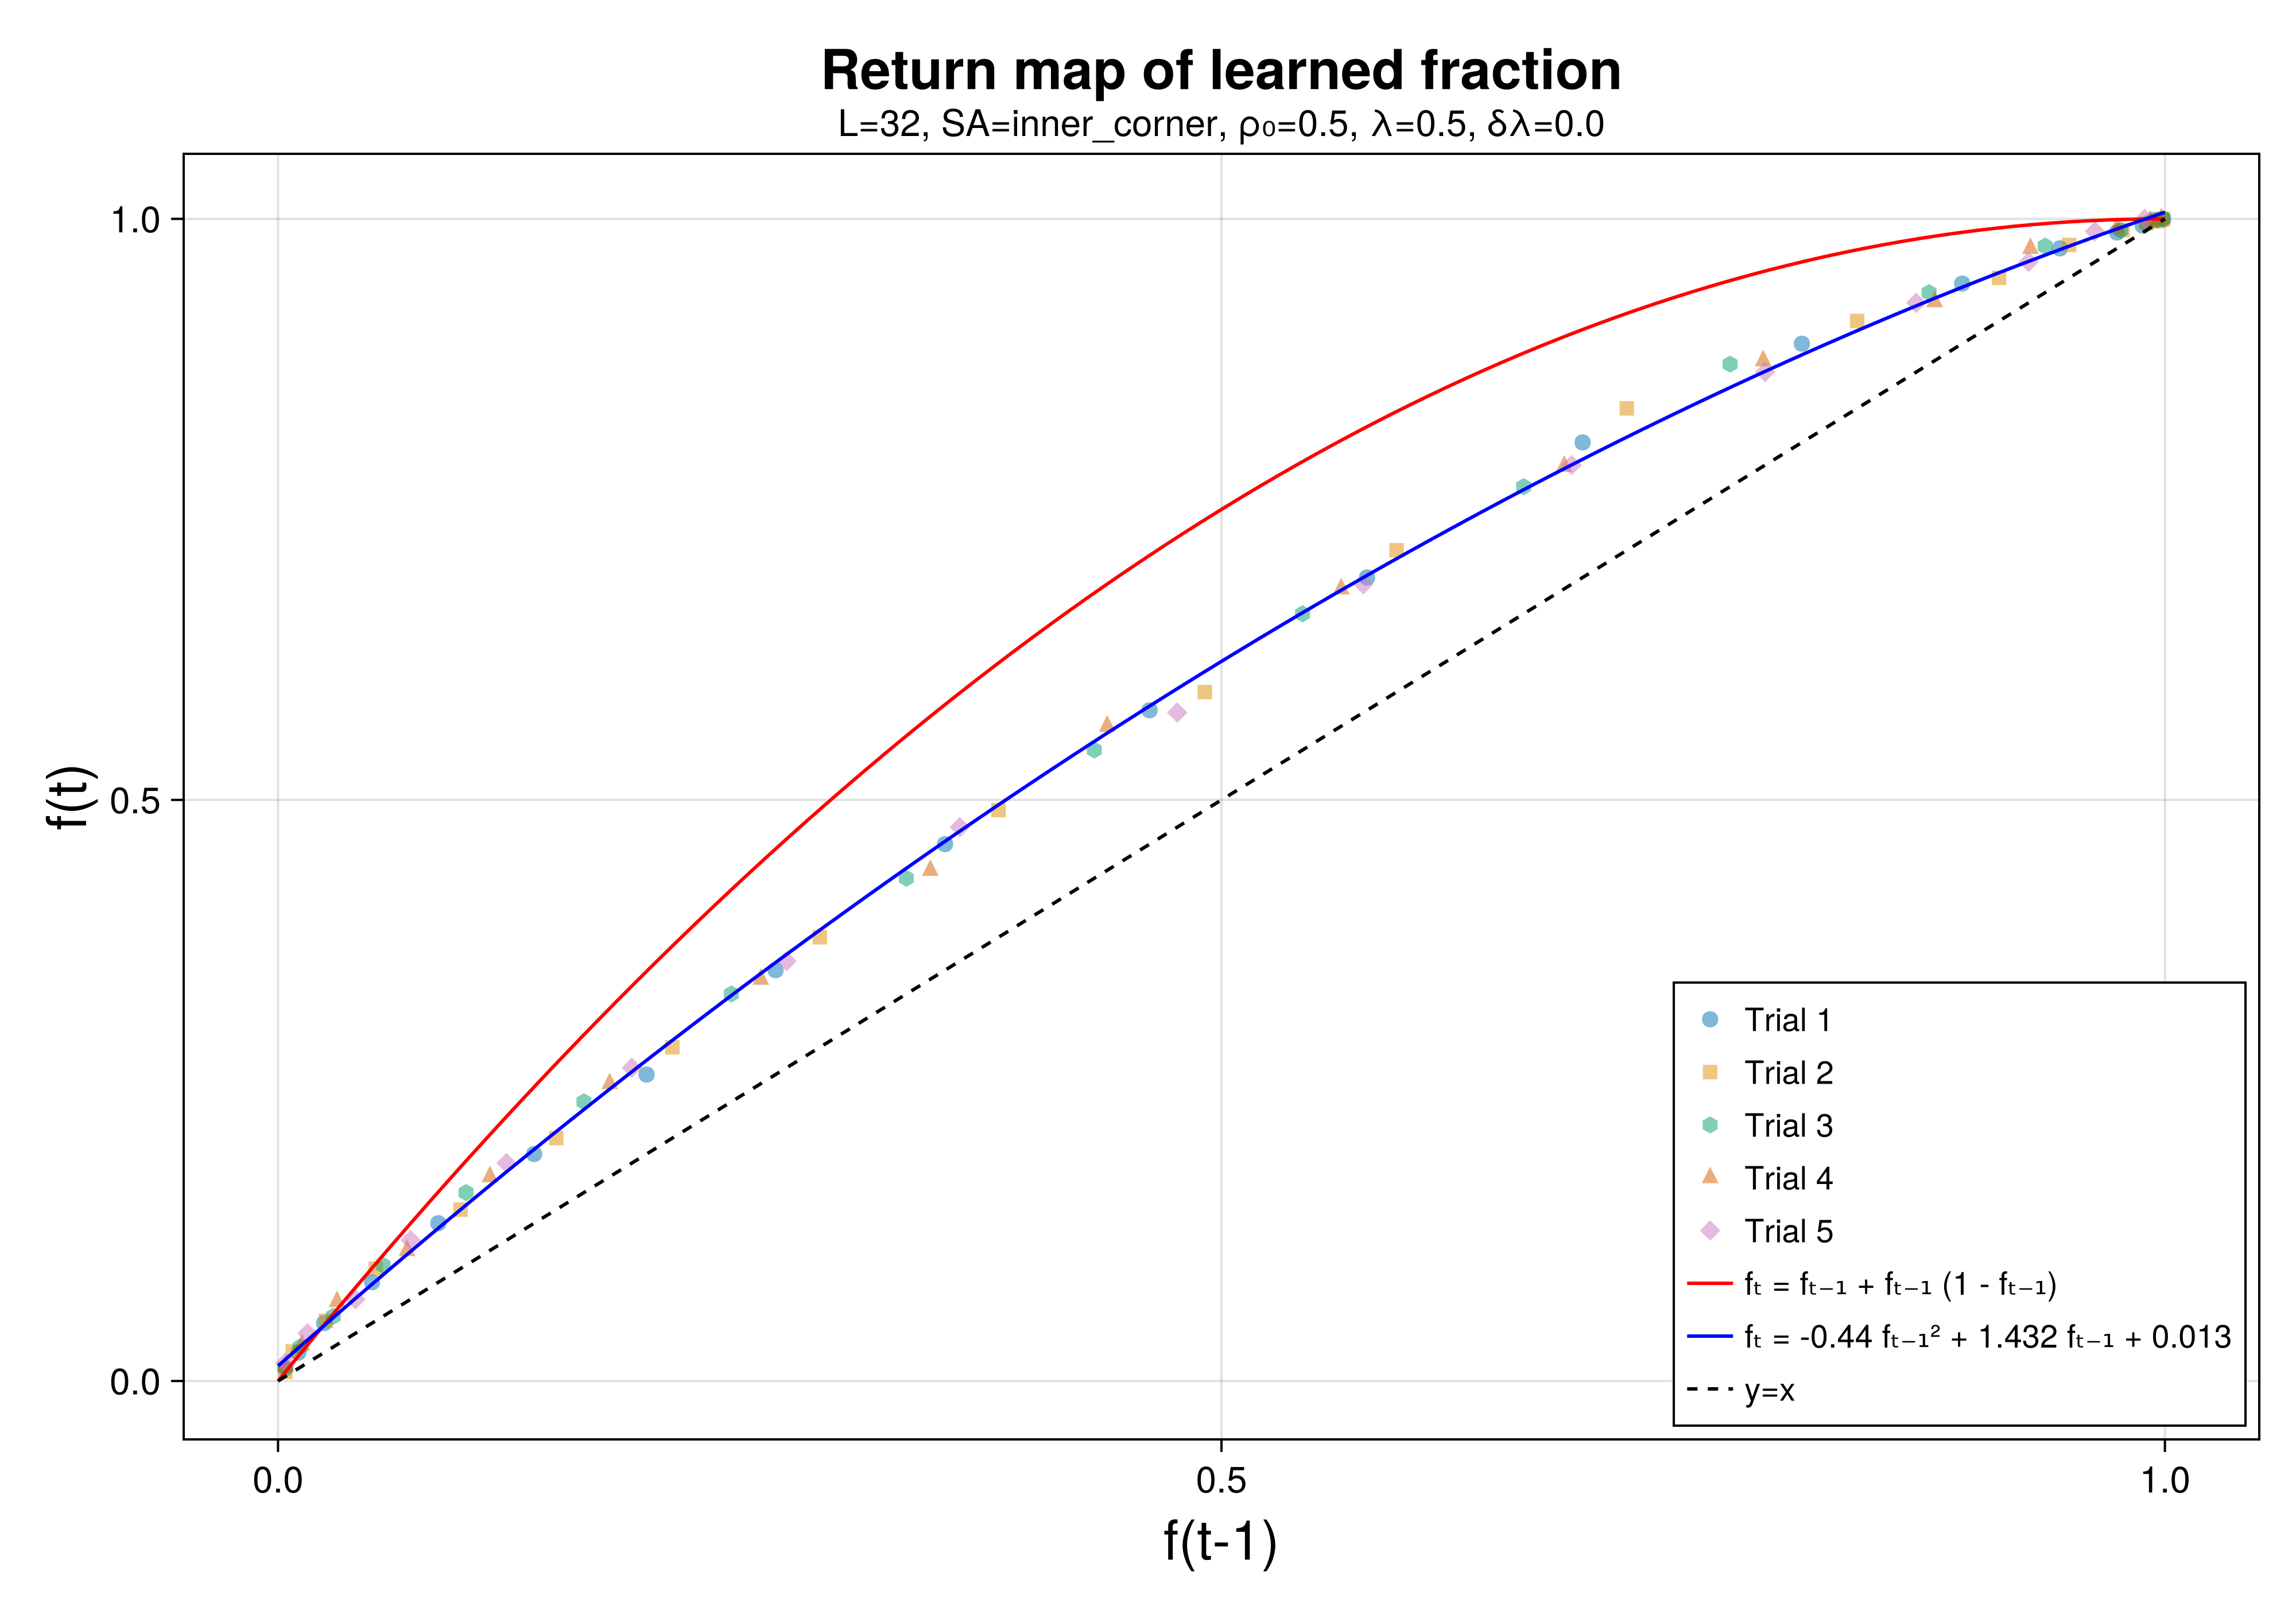 Return map of learned fraction
L=32, SA=inner_corner, ρ₀=0.5, λ=0.5, δλ=0.0
f(t)
1.0
0.5
0.0
0.0
0.5
1.0
f(t-1)
Trial 1
Trial 2
Trial 3
Trial 4
Trial 5
fₜ = fₜ₋₁ + fₜ₋₁ (1 - fₜ₋₁)
fₜ = -0.44 fₜ₋₁² + 1.432 fₜ₋₁ + 0.013
y=x